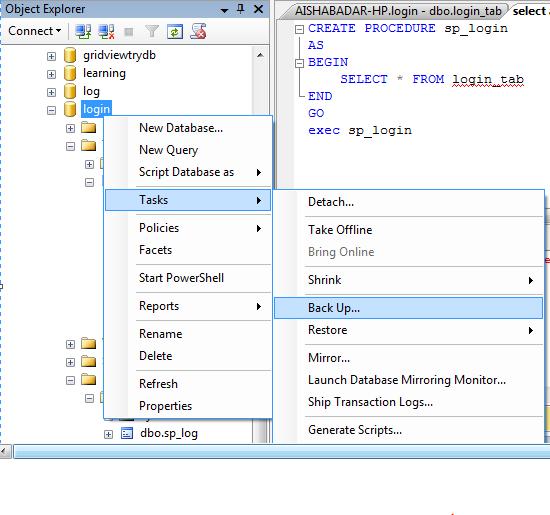 Object Explorer
Connect
gridviewtrydb
learning
log
login
New Database...
New Query
Script Database as
Tasks
Policies
Facets
Start PowerShell
Reports
Rename
Delete
Refresh
Properties
dbo.sp_log
Detach...
Take Offline
Bring Online
Shrink
Back Up...
Restore
Mirror...
Launch Database Mirroring Monitor...
Ship Transaction Logs...
Generate Scripts...
AISHABADAR-HP.login - dbo.login_tab
select
CREATE PROCEDURE sp_login
AS
BEGIN
SELECT * FROM login_tab
END
GO
exec sp_login